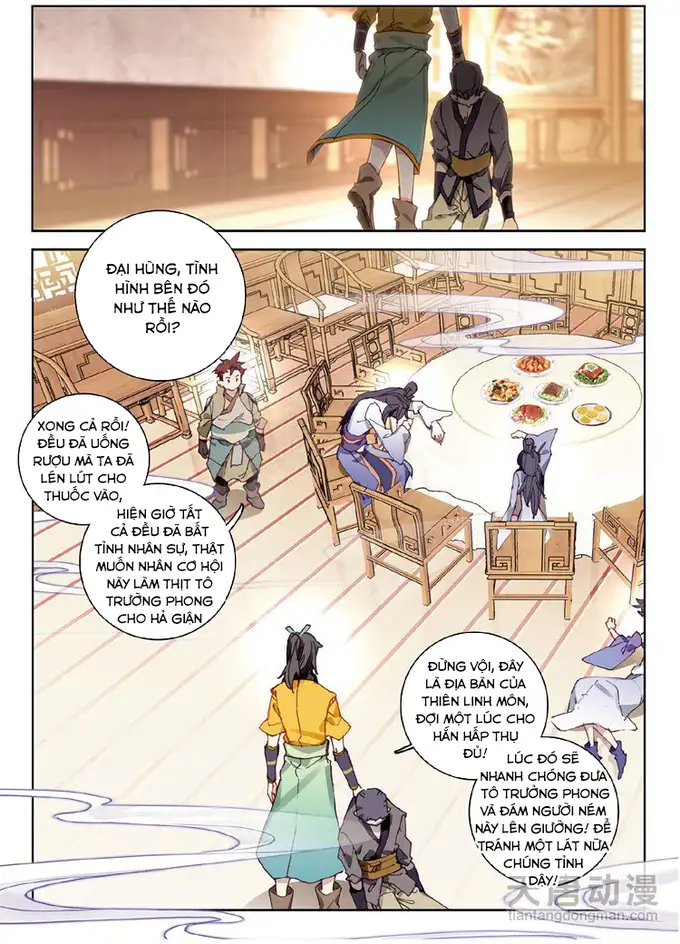 ĐẠI HÙNG, TÌNH
HÌNH BÊN ĐÓ
NHƯ THẾ NÀO
RỒI?
XONG CẢ RỒI!
ĐỀU ĐÃ UỐNG
RƯỢU MÀ TA ĐÃ
LÉN LÚT CHO
THUỐC VÀO,
HIỆN GIỜ TẤT
CẢ ĐỀU ĐÃ BẤT
TỈNH NHÂN SỰ, THẬT
MUỐN NHÂN CƠ HỘI
NÀY LÀM THỊT TÔ
TRƯỞNG PHONG
CHO HẢ GIẬN
ĐỪNG VỘI, ĐÂY
LÀ ĐỊA BÀN CỦA
THIÊN LINH MÔN,
ĐỢI MỘT LÚC CHO
HẮN HẤP THỤ
ĐỦ!
LÚC ĐÓ SẼ
NHANH CHÓNG ĐƯA
TÔ TRƯỞNG PHONG
VÀ ĐÁM NGƯỜI NÉM
NÀY LÊN GIƯỜNG! ĐỂ
TRÁNH MỘT LÁT NỮA
CHÚNG TỈNH
DẬY!
天唐动漫
tiantangdongman.com